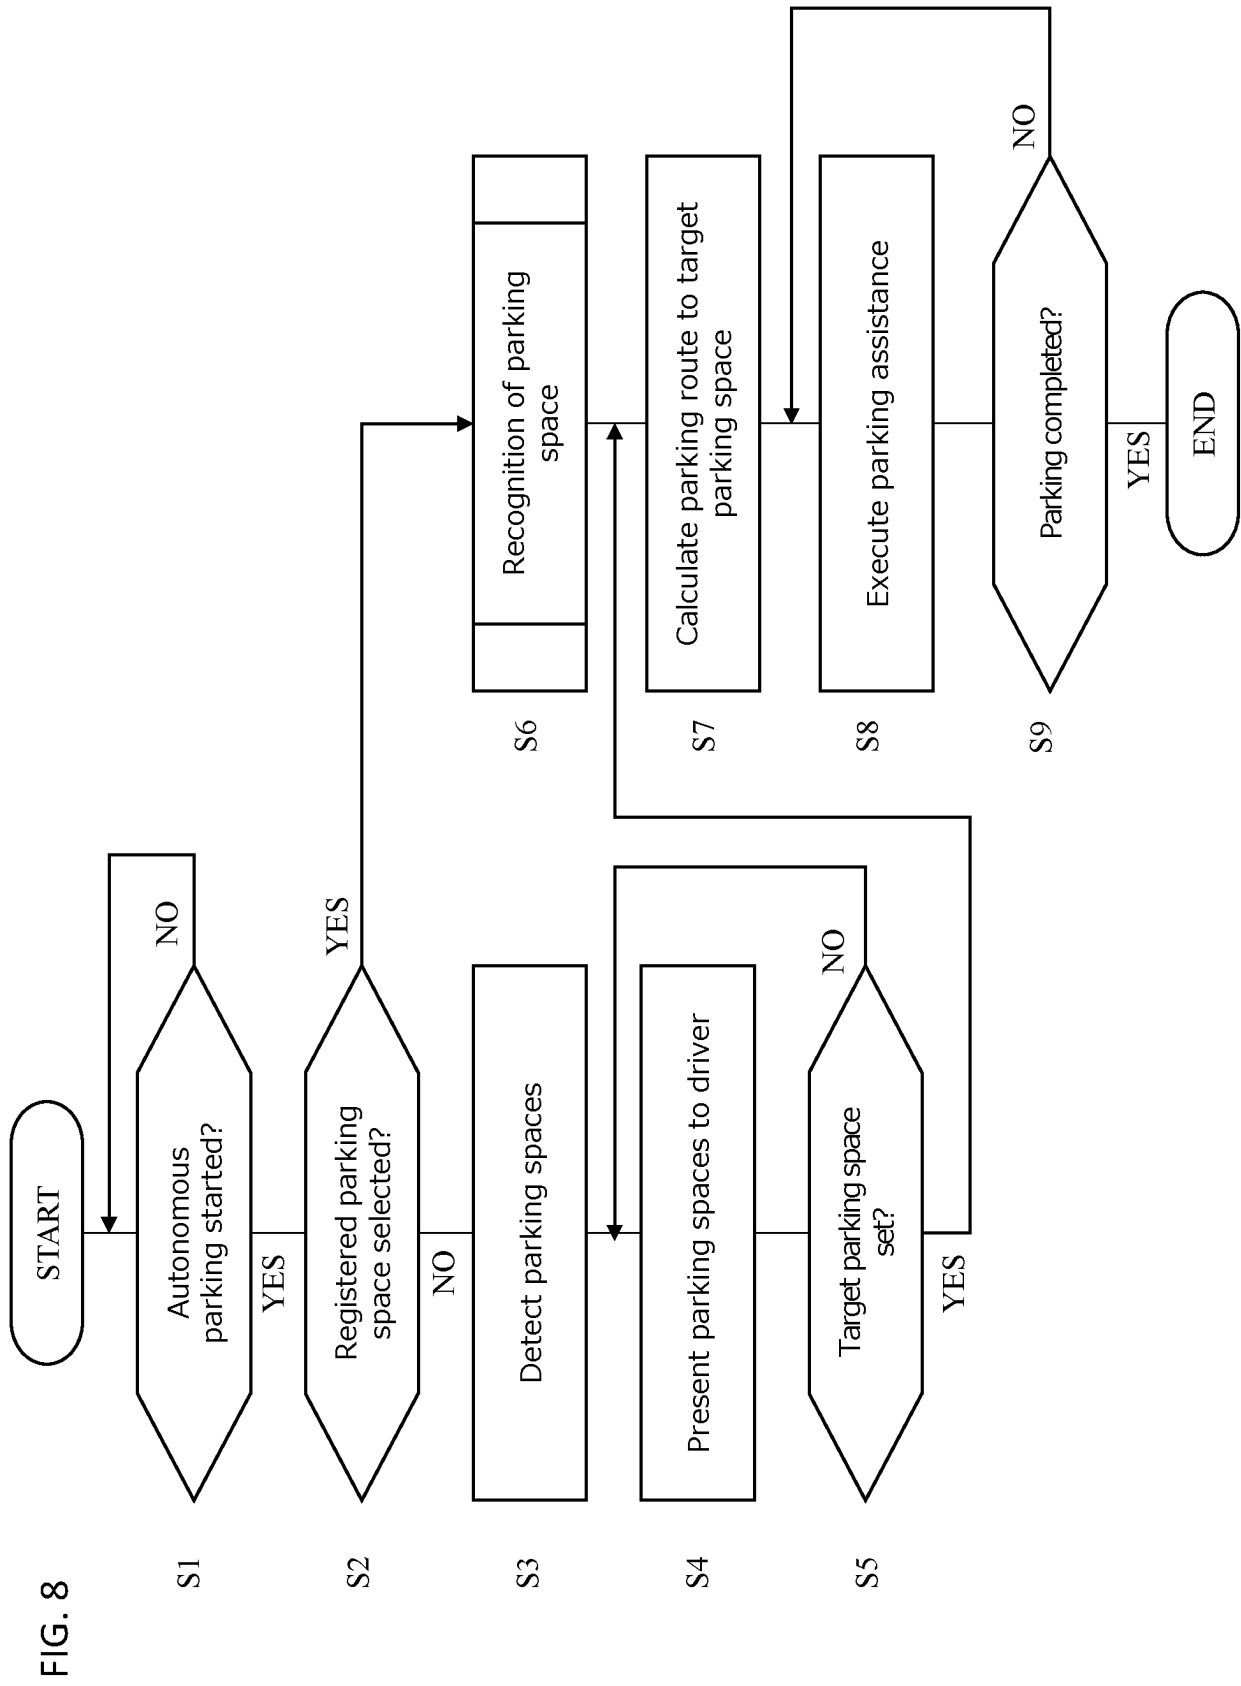 FIG. 8
START
S1
Autonomous
parking started?
NO
YES
S2
Registered parking
space selected?
YES
NO
S3
Detect parking spaces
S4
Present parking spaces to driver
S5
Target parking space
set?
NO
YES
S6
Recognition of parking
space
S7
Calculate parking route to target
parking space
S8
Execute parking assistance
S9
Parking completed?
NO
YES
END